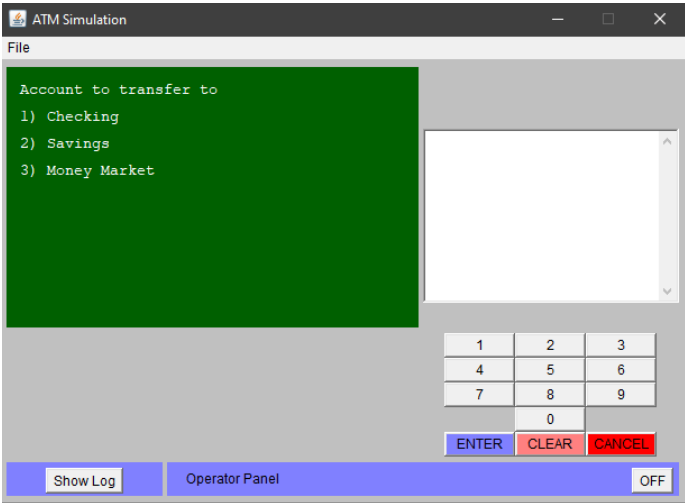 ATM Simulation
File
Account to transfer to
1) Checking
2) Savings
3) Money Market
1 2 3
4 5 6
7 8 9
0
ENTER CLEAR CANCEL
Show Log Operator Panel OFF